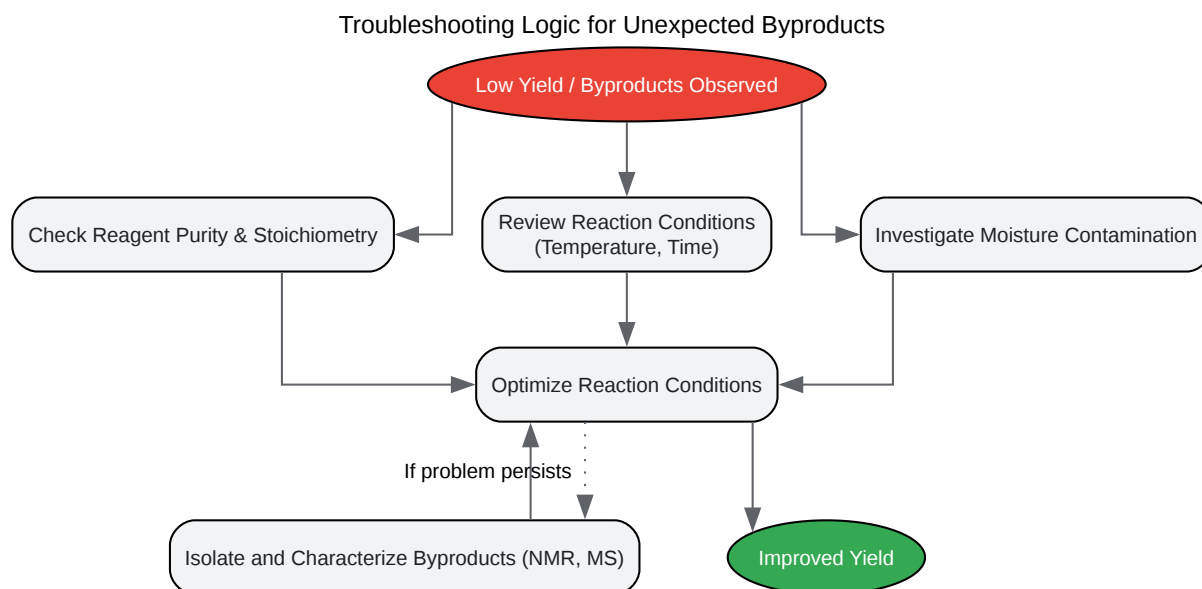 Troubleshooting Logic for Unexpected Byproducts
Low Yield / Byproducts Observed
Check Reagent Purity & Stoichiometry
Review Reaction Conditions
(Temperature, Time)
Investigate Moisture Contamination
Optimize Reaction Conditions
If problem persists
Isolate and Characterize Byproducts (NMR, MS)
Improved Yield